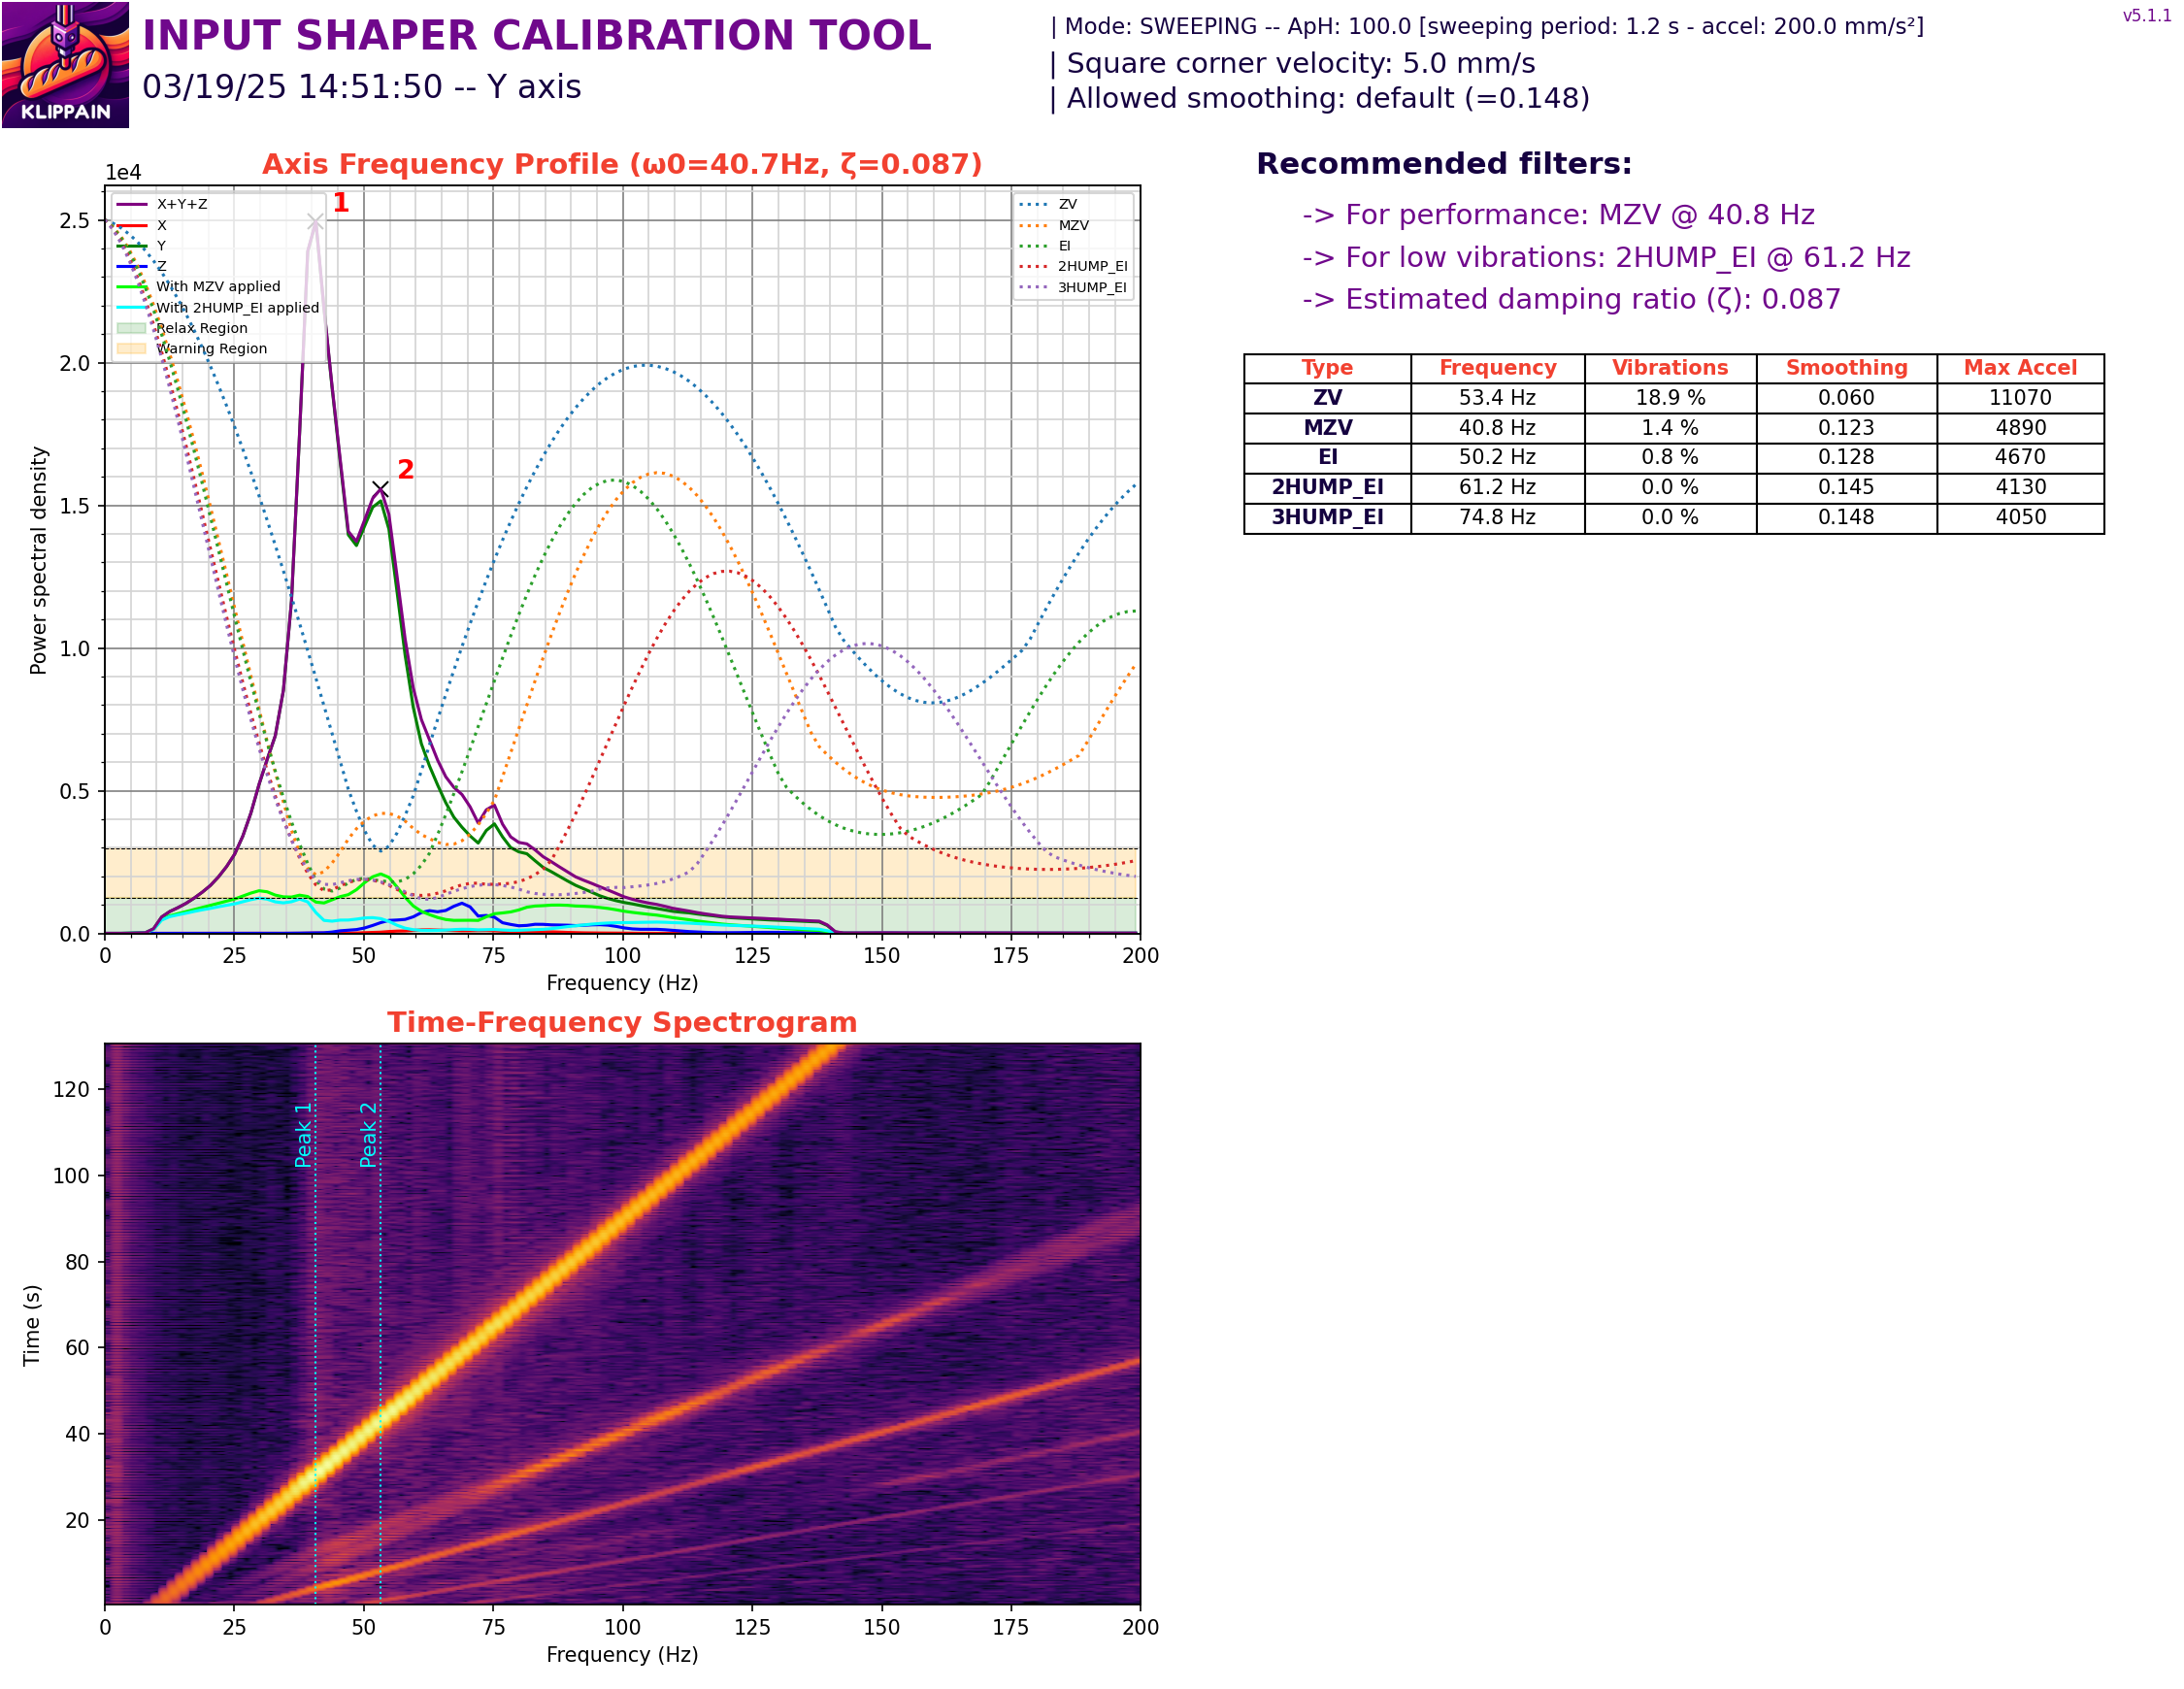 KLIPPAIN
INPUT SHAPER CALIBRATION TOOL
03/19/25 14:51:50 -- Y axis
| Mode: SWEEPING -- ApH: 100.0 [sweeping period: 1.2 s - accel: 200.0 mm/s²]
| Square corner velocity: 5.0 mm/s
| Allowed smoothing: default (=0.148)
v5.1.1
Axis Frequency Profile (ω0=40.7Hz, ζ=0.087)
1e4
X+Y+Z
X
Y
Z
With MZV applied
With 2HUMP_EI applied
Relax Region
Warning Region
1
2
ZV
MZV
EI
2HUMP_EI
3HUMP_EI
Power spectral density
2.5
2.0
1.5
1.0
0.5
0.0
0 25 50 75 100 125 150 175 200
Frequency (Hz)
Recommended filters:
-> For performance: MZV @ 40.8 Hz
-> For low vibrations: 2HUMP_EI @ 61.2 Hz
-> Estimated damping ratio (ζ): 0.087
Type Frequency Vibrations Smoothing Max Accel
ZV 53.4 Hz 18.9 % 0.060 11070
MZV 40.8 Hz 1.4 % 0.123 4890
EI 50.2 Hz 0.8 % 0.128 4670
2HUMP_EI 61.2 Hz 0.0 % 0.145 4130
3HUMP_EI 74.8 Hz 0.0 % 0.148 4050
Time-Frequency Spectrogram
Time (s)
120
100
80
60
40
20
Peak 1
Peak 2
0 25 50 75 100 125 150 175 200
Frequency (Hz)